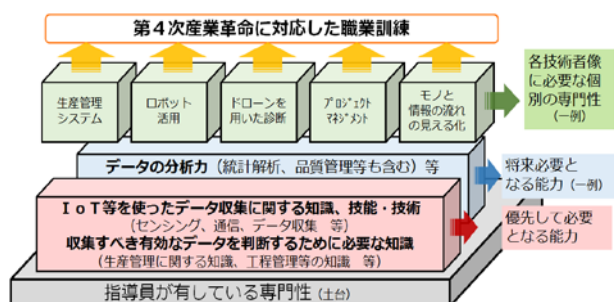 第４次産業革命に対応した職業訓練
生産管理
システム
ロボット
活用
ドローンを
用いた診断
プロジェクト
マネジメント
モノと
情報の流れ
の見える化
各技術者像
に必要な個
別の専門性
（一例）
データの分析力（統計解析、品質管理等も含む）等
将来必要と
なる能力（一例）
ＩｏＴ等を使ったデータ収集に関する知識、技能・技術
（センシング、通信、データ収集　等）
収集すべき有効なデータを判断するために必要な知識
（生産管理に関する知識、工程管理等の知識　等）
優先して必要
となる能力
指導員が有している専門性（土台）